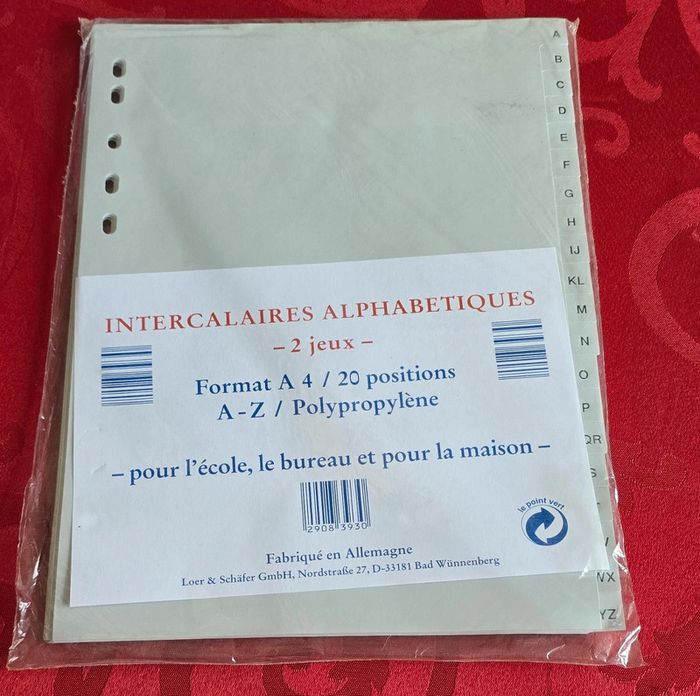 A
B
C
D
E
F
G
H
IJ
KL
M
N
O
P
QR
S
WX
YZ
INTERCALAIRES ALPHABETIQUES
– 2 jeux –
Format A 4 / 20 positions
A-Z / Polypropylène
– pour l'école, le bureau et pour la maison –
2908 3930
le point vert
Fabriqué en Allemagne
Loer & Schäfer GmbH, Nordstraße 27, D-33181 Bad Wünnenberg